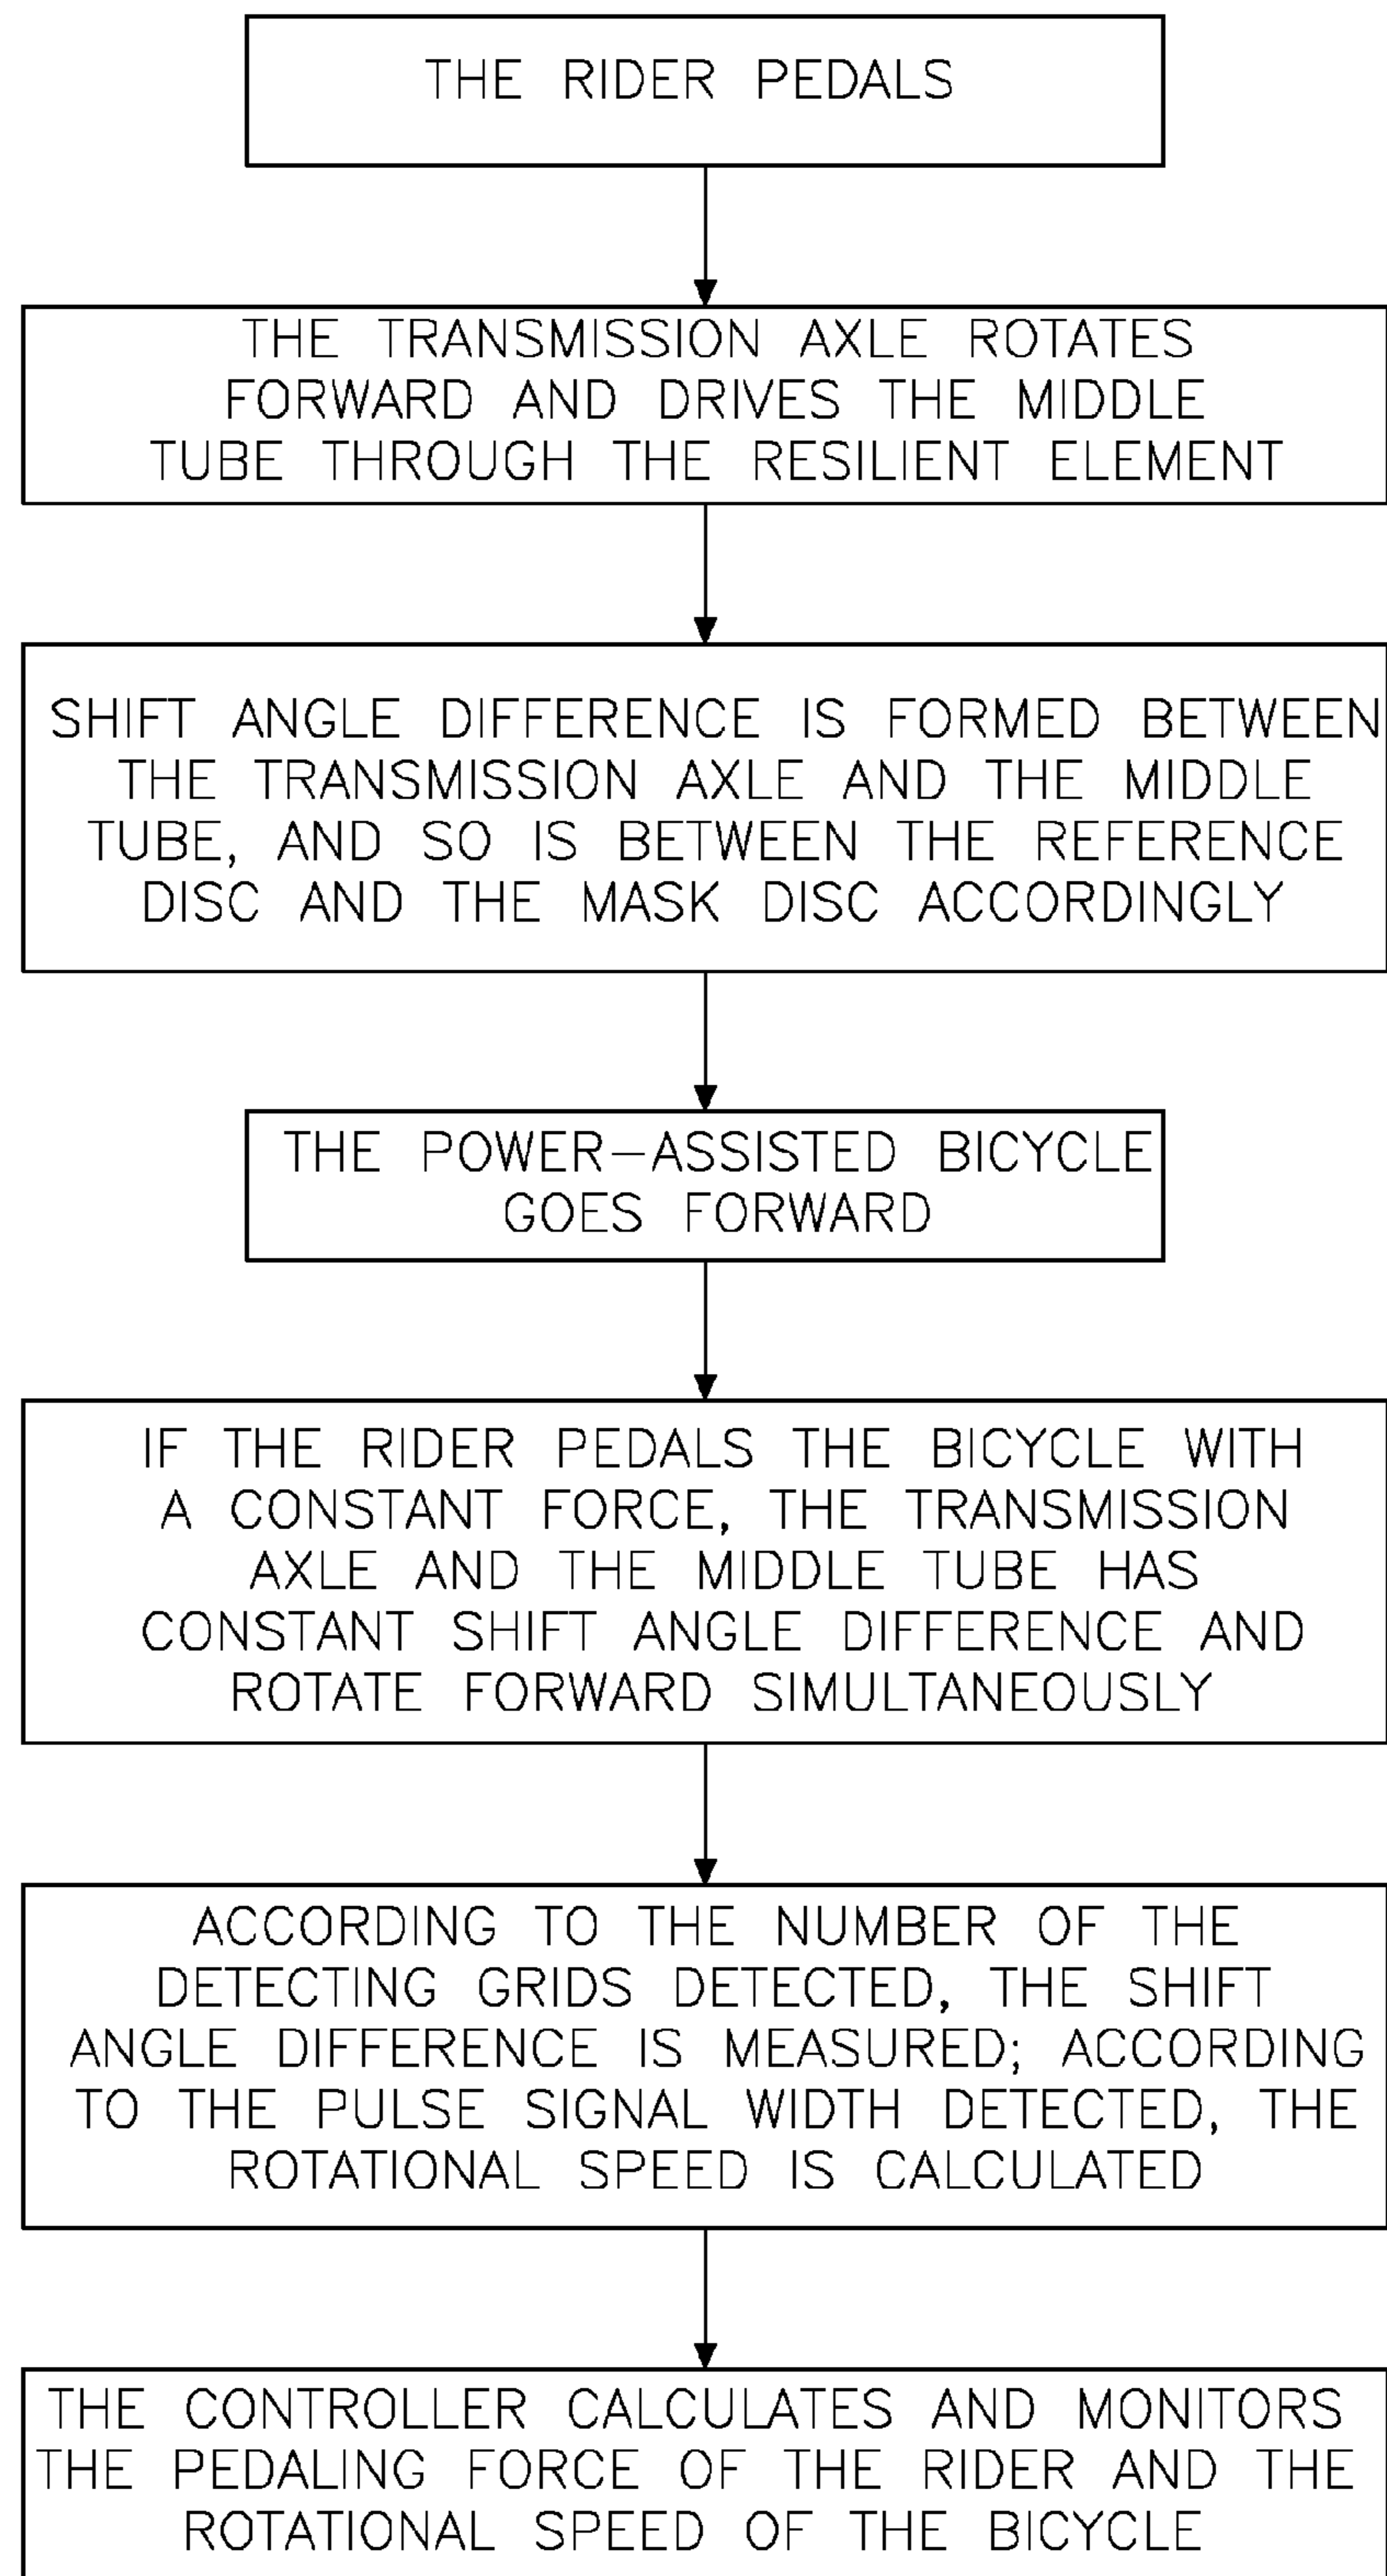 THE RIDER PEDALS
THE TRANSMISSION AXLE ROTATES
FORWARD AND DRIVES THE MIDDLE
TUBE THROUGH THE RESILIENT ELEMENT
SHIFT ANGLE DIFFERENCE IS FORMED BETWEEN
THE TRANSMISSION AXLE AND THE MIDDLE
TUBE, AND SO IS BETWEEN THE REFERENCE
DISC AND THE MASK DISC ACCORDINGLY
THE POWER-ASSISTED BICYCLE
GOES FORWARD
IF THE RIDER PEDALS THE BICYCLE WITH
A CONSTANT FORCE, THE TRANSMISSION
AXLE AND THE MIDDLE TUBE HAS
CONSTANT SHIFT ANGLE DIFFERENCE AND
ROTATE FORWARD SIMULTANEOUSLY
ACCORDING TO THE NUMBER OF THE
DETECTING GRIDS DETECTED, THE SHIFT
ANGLE DIFFERENCE IS MEASURED; ACCORDING
TO THE PULSE SIGNAL WIDTH DETECTED, THE
ROTATIONAL SPEED IS CALCULATED
THE CONTROLLER CALCULATES AND MONITORS
THE PEDALING FORCE OF THE RIDER AND THE
ROTATIONAL SPEED OF THE BICYCLE